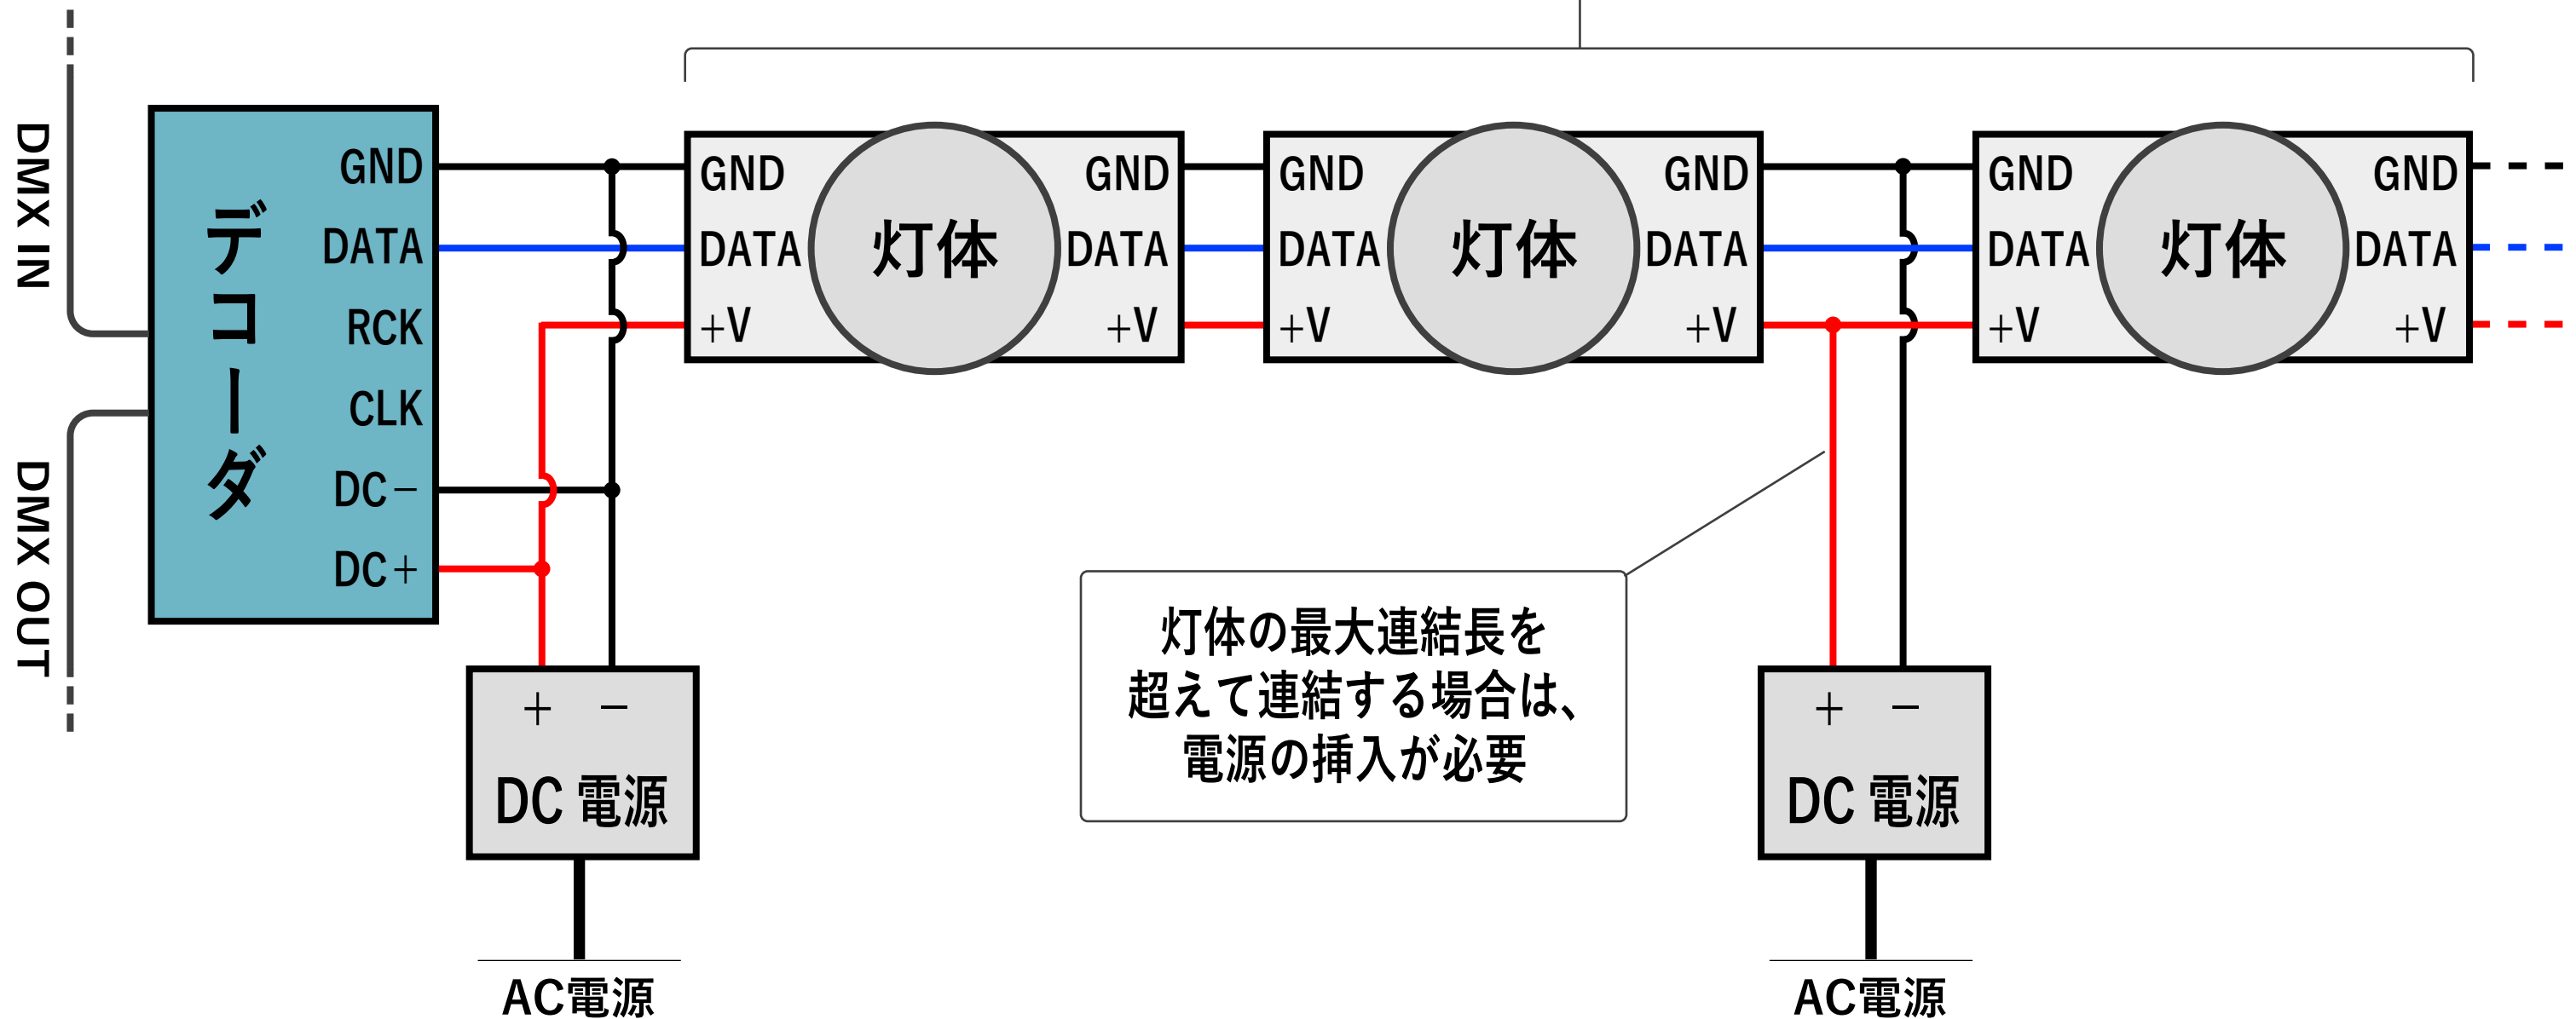 DMX IN
DMX OUT
デコーダ
GND
DATA
RCK
CLK
DC−
DC+
GND
DATA
+V
灯体
GND
DATA
+V
GND
DATA
+V
灯体
GND
DATA
+V
GND
DATA
+V
灯体
GND
DATA
+V
灯体の最大連結長を
超えて連結する場合は、
電源の挿入が必要
+ −
DC 電源
AC電源
+ −
DC 電源
AC電源